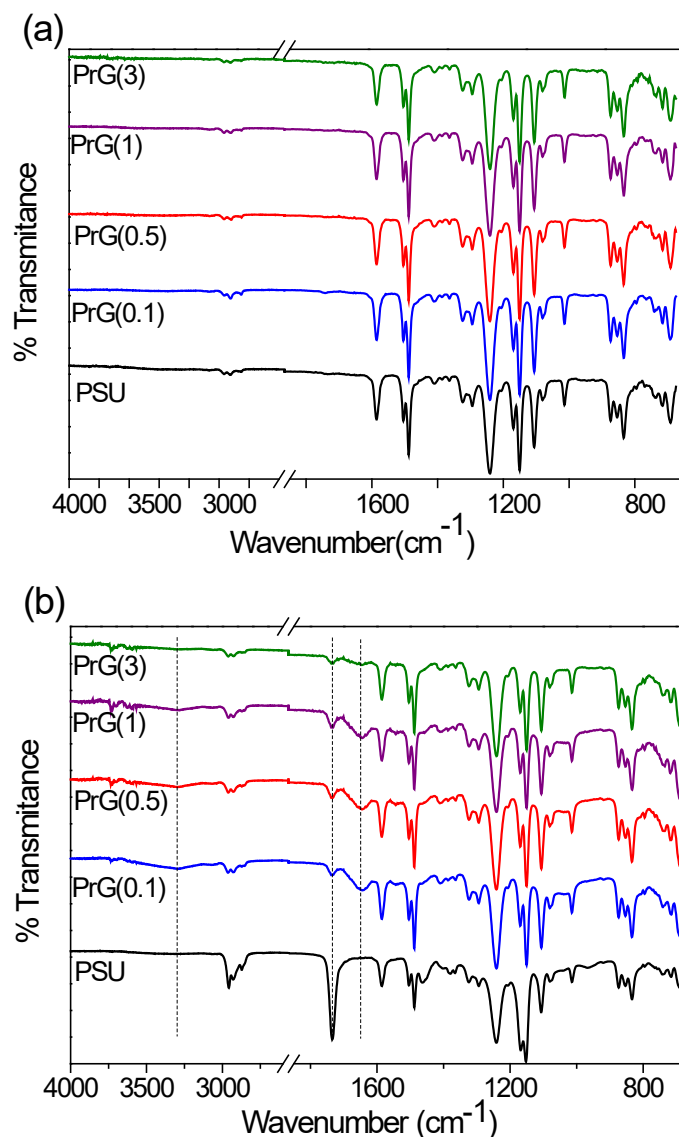 (a)
PrG(3)
PrG(1)
PrG(0.5)
PrG(0.1)
PSU
% Transmitance
4000 3500 3000 1600 1200 800
Wavenumber(cm-1)
(b)
PrG(3)
PrG(1)
PrG(0.5)
PrG(0.1)
PSU
% Transmitance
4000 3500 3000 1600 1200 800
Wavenumber (cm-1)